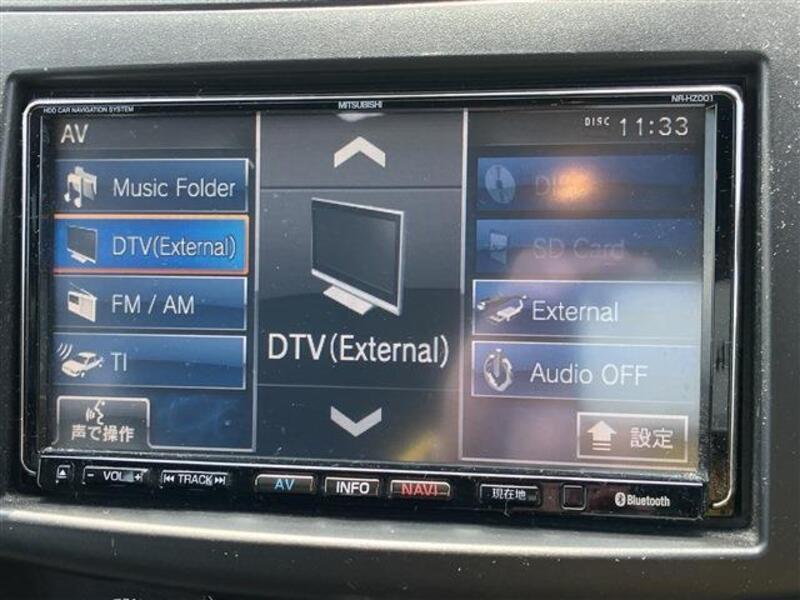 HDD CAR NAVIGATION SYSTEM
MITSUBISHI
NR-HZ001
AV
DISC 11:33
Music Folder
DTV(External)
FM / AM
TI
声で操作
DTV(External)
SD Card
External
Audio OFF
設定
- VOL +
TRACK
AV
INFO
NAVI
現在地
Bluetooth